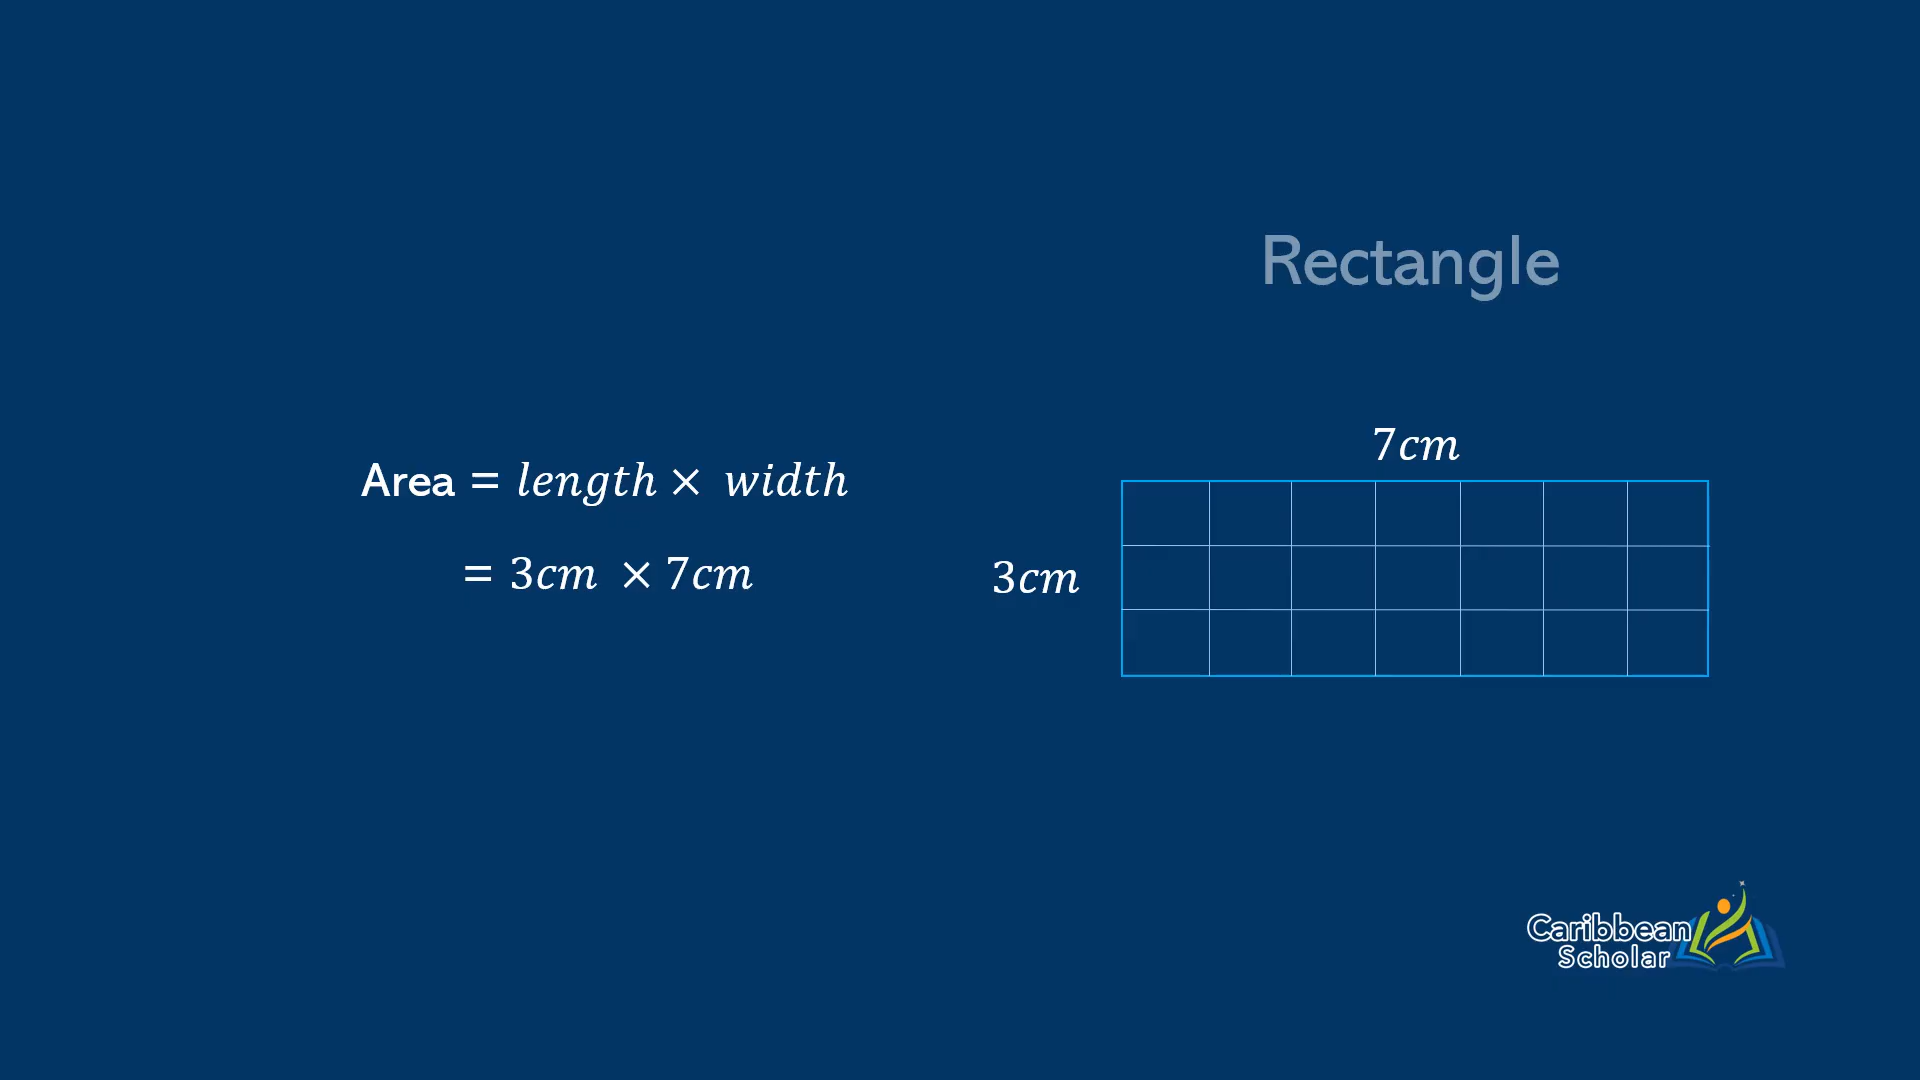 Rectangle
Area = length × width
= 3cm × 7cm
7cm
3cm
Caribbean
Scholar